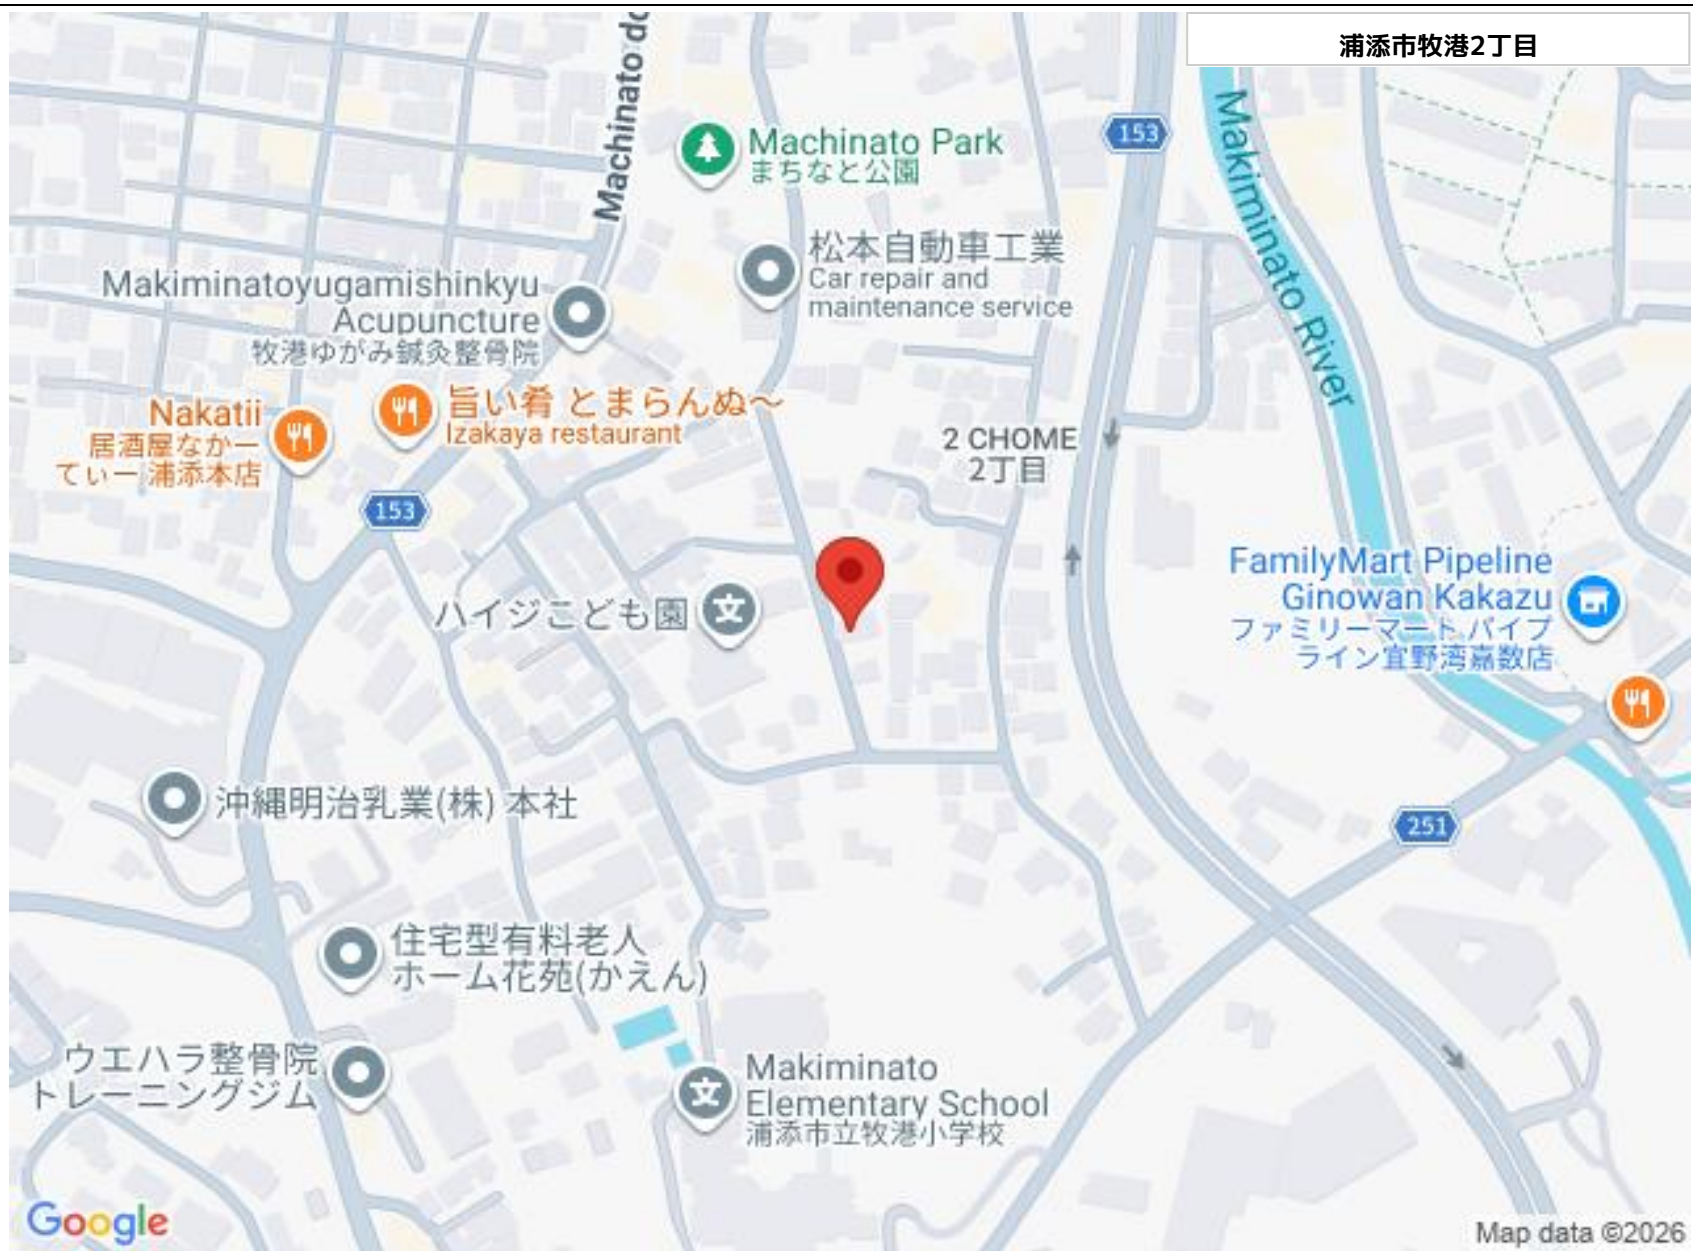 浦添市牧港2丁目
Machinato do
153
Makiminato River
Machinato Park
まちなと公園
松本自動車工業
Car repair and
maintenance service
Makiminatoyugamishinkyu
Acupuncture
牧港ゆがみ鍼灸整骨院
旨い肴 とまらんぬ〜
Izakaya restaurant
Nakatii
居酒屋なかー
てぃー 浦添本店
2 CHOME
2丁目
153
FamilyMart Pipeline
Ginowan Kakazu
ファミリーマート パイプ
ライン宜野湾嘉数店
ハイジこども園
文
沖縄明治乳業(株) 本社
251
住宅型有料老人
ホーム花苑(かえん)
ウエハラ整骨院
トレーニングジム
文
Makiminato
Elementary School
浦添市立牧港小学校
Google
Map data ©2026